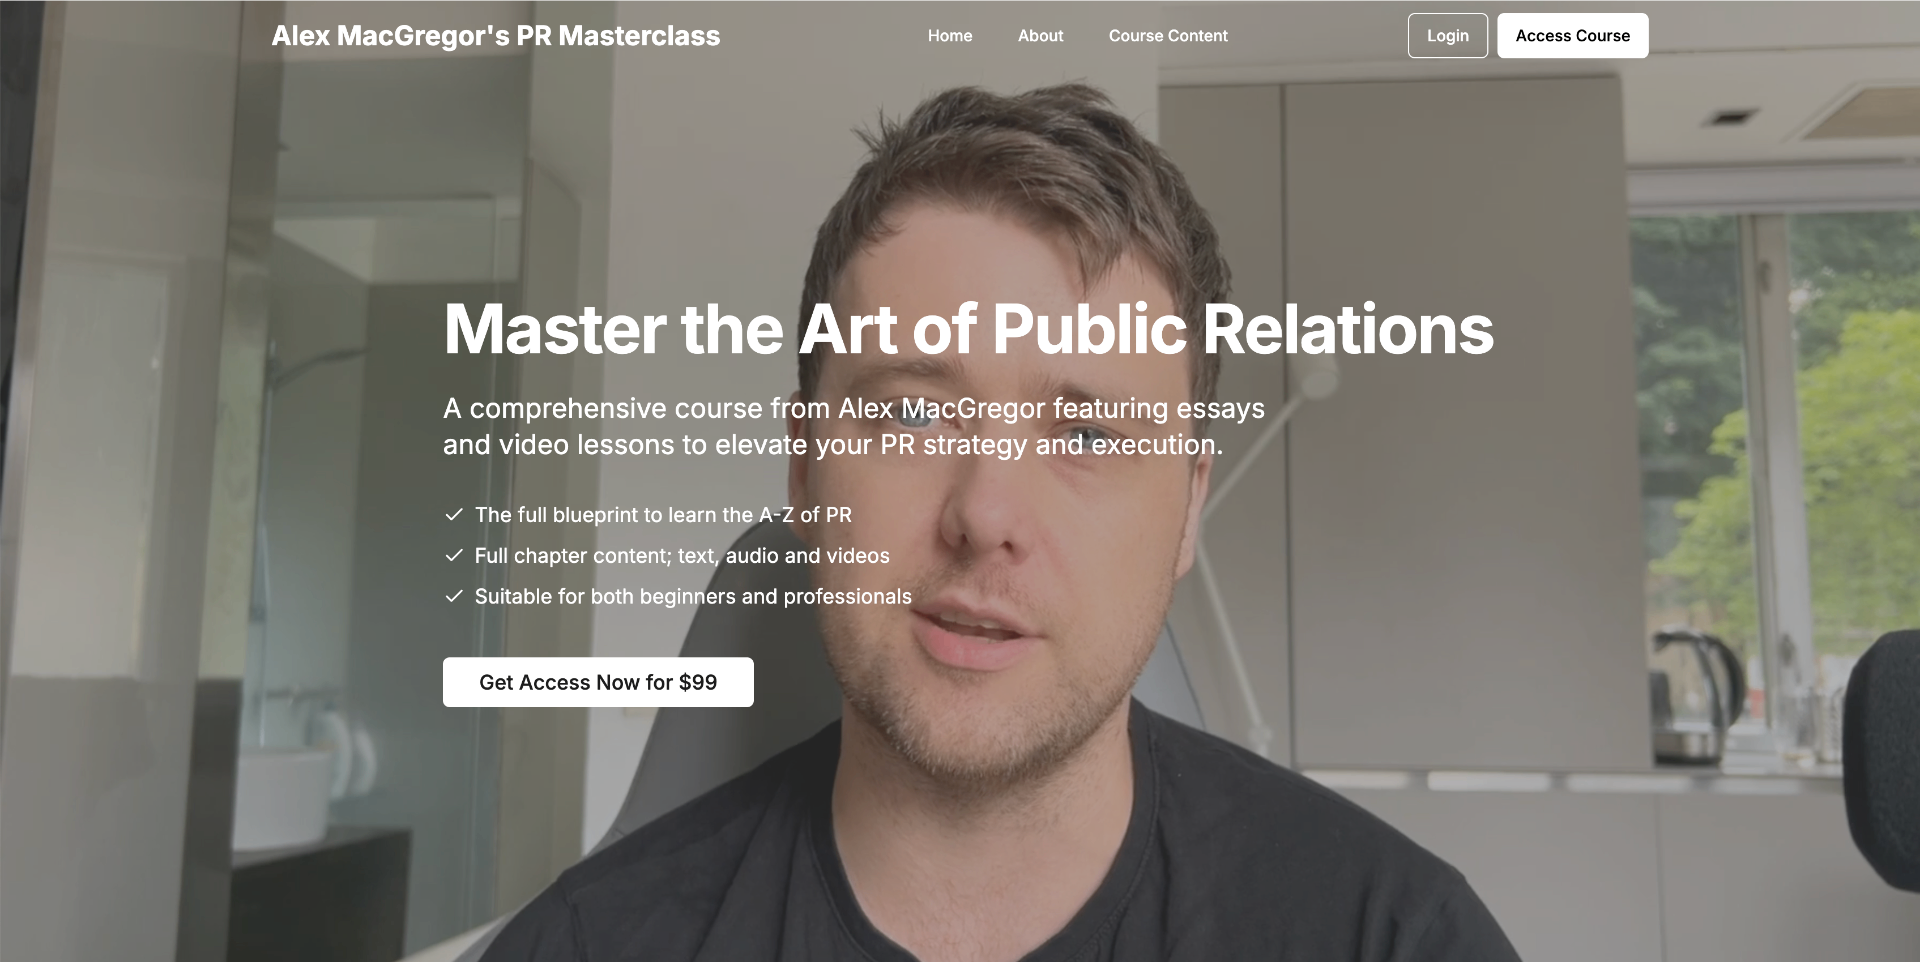 Alex MacGregor's PR Masterclass
Home
About
Course Content
Login
Access Course
Master the Art of Public Relations
A comprehensive course from Alex MacGregor featuring essays
and video lessons to elevate your PR strategy and execution.
The full blueprint to learn the A-Z of PR
Full chapter content; text, audio and videos
Suitable for both beginners and professionals
Get Access Now for $99